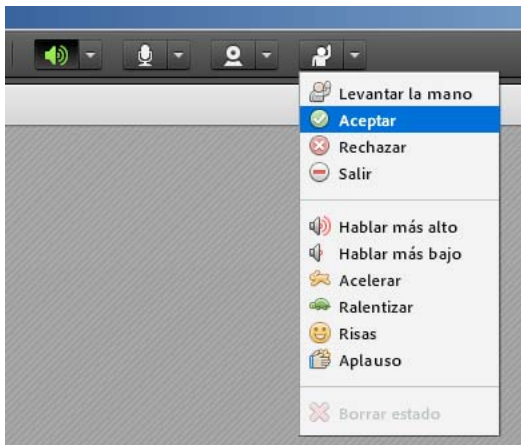 Levantar la mano
Aceptar
Rechazar
Salir
Hablar más alto
Hablar más bajo
Acelerar
Ralentizar
Risas
Aplauso
Borrar estado